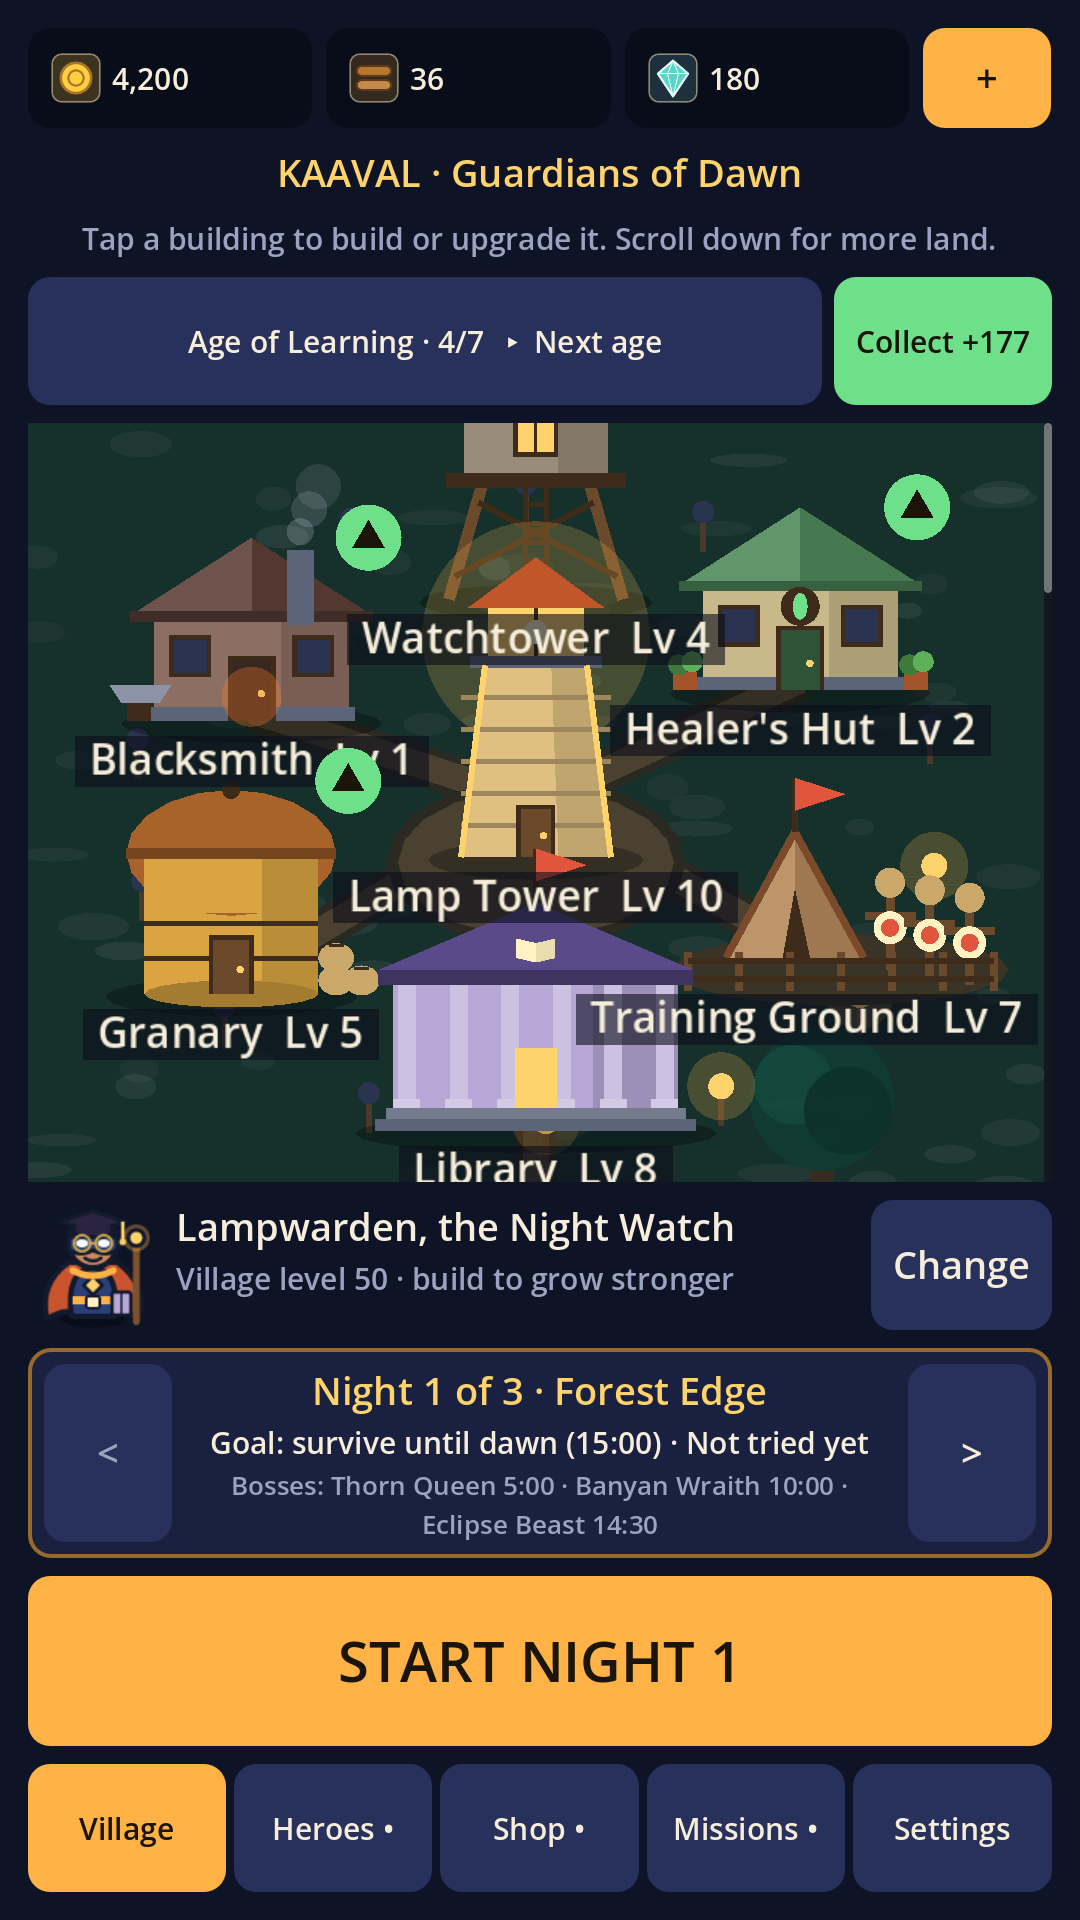 4,200
36
180
+
KAAVAL · Guardians of Dawn
Tap a building to build or upgrade it. Scroll down for more land.
Age of Learning · 4/7 ▸ Next age
Collect +177
Watchtower Lv 4
Healer's Hut Lv 2
Blacksmith Lv 1
Lamp Tower Lv 10
Training Ground Lv 7
Granary Lv 5
Library Lv 8
Lampwarden, the Night Watch
Village level 50 · build to grow stronger
Change
<
Night 1 of 3 · Forest Edge
Goal: survive until dawn (15:00) · Not tried yet
Bosses: Thorn Queen 5:00 · Banyan Wraith 10:00 ·
Eclipse Beast 14:30
>
START NIGHT 1
Village
Heroes •
Shop •
Missions •
Settings